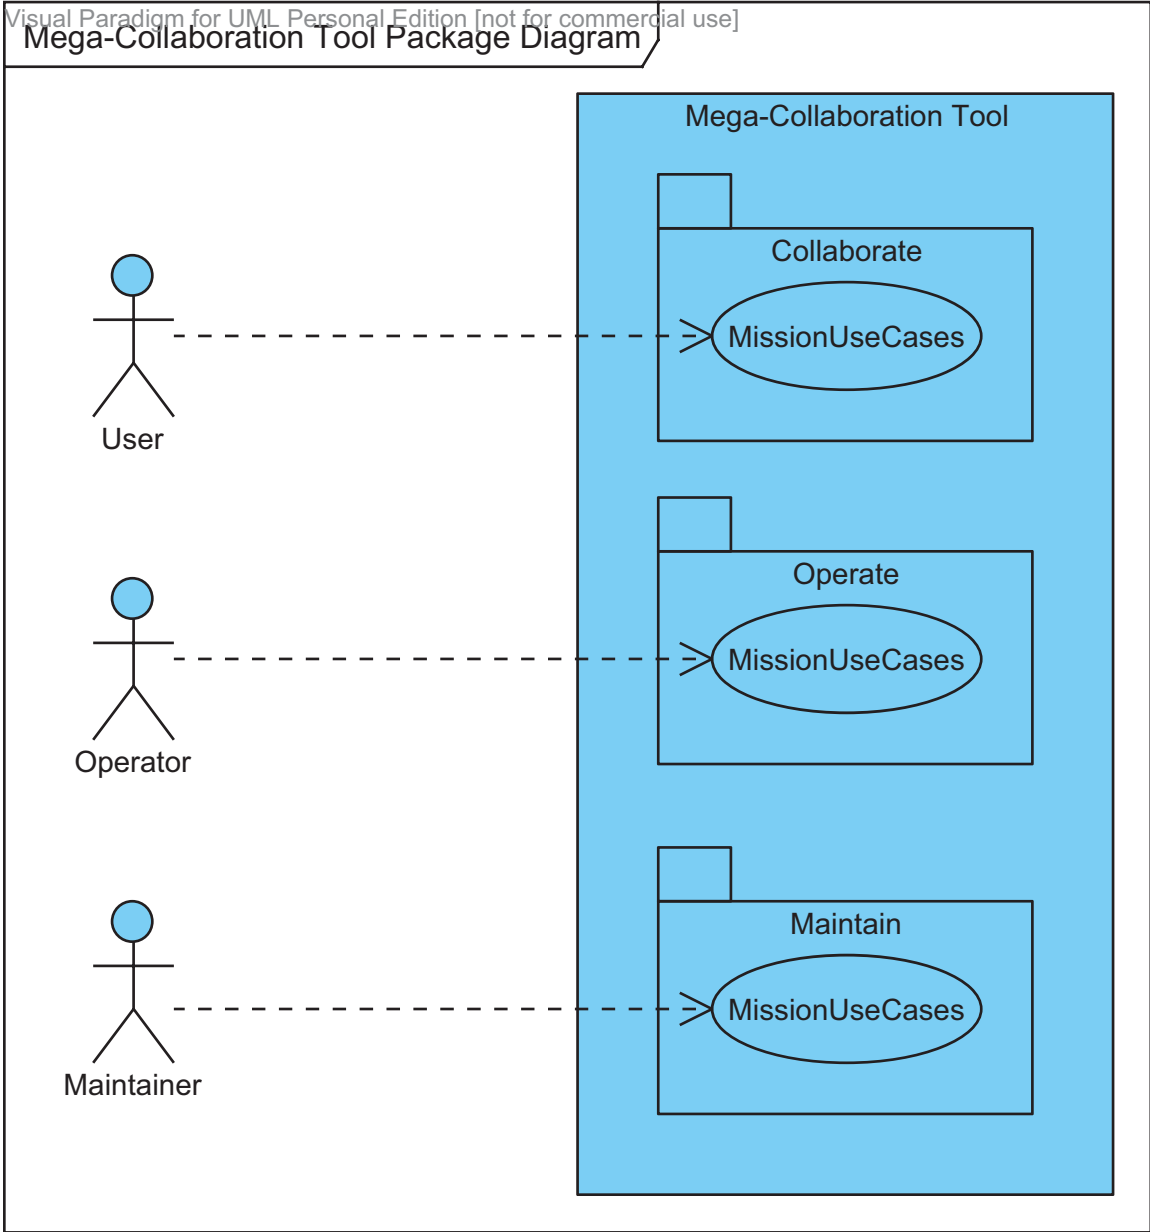 Visual Paradigm for UML Personal Edition [not for commercial use]
Mega-Collaboration Tool Package Diagram
Mega-Collaboration Tool
Collaborate
MissionUseCases
User
Operate
MissionUseCases
Operator
Maintain
MissionUseCases
Maintainer